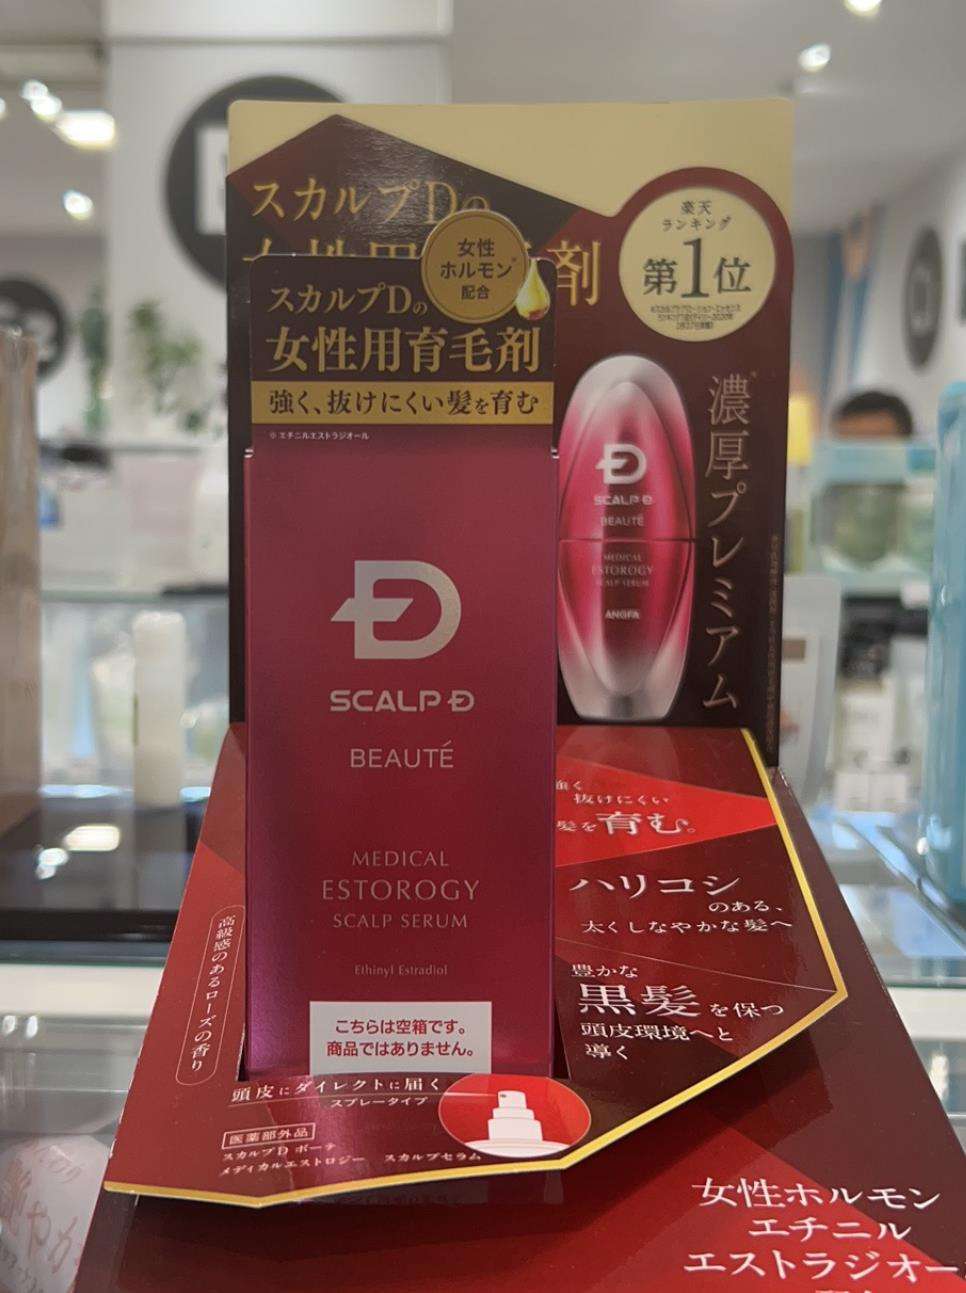 スカルプDの
剤
楽天
ランキング
第1位
女性
ホルモン※
配合
スカルプDの
女性用育毛剤
強く、抜けにくい髪を育む
※エチニルエストラジオール
濃厚プレミアム
SCALP D
BEAUTÉ
MEDICAL
ESTOROGY
SCALP SERUM
ANGFA
SCALP D
BEAUTÉ
MEDICAL
ESTOROGY
SCALP SERUM
Ethinyl Estradiol
こちらは空箱です。
商品ではありません。
強く
抜けにくい
髪を育む。
ハリコシ
のある、
太くしなやかな髪へ
豊かな
黒髪を保つ
頭皮環境へと
導く
高級感のあるローズの香り
頭皮にダイレクトに届く
スプレータイプ
医薬部外品
スカルプD ボーテ
メディカルエストロジー スカルプセラム
女性ホルモン
エチニル
エストラジオー